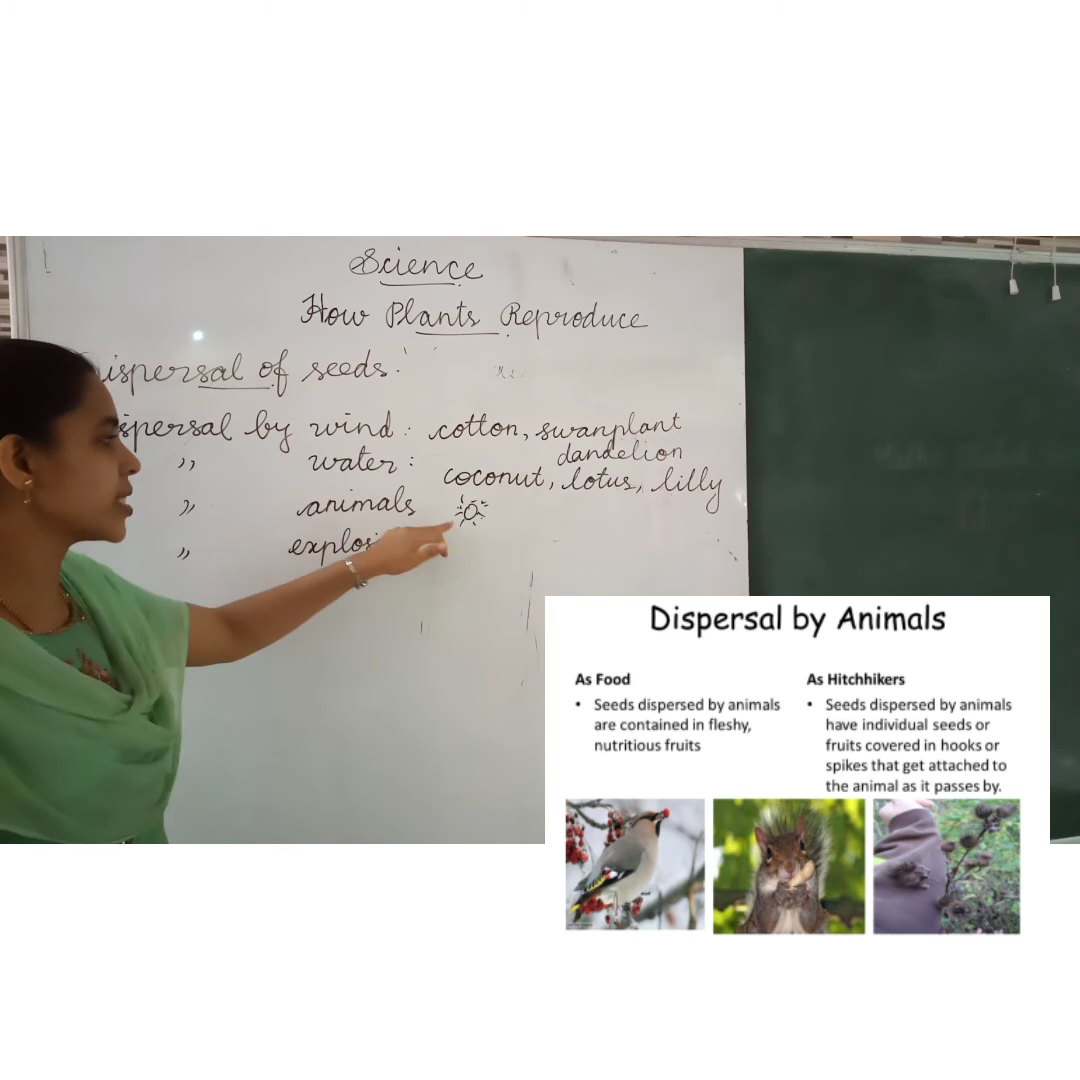 Science
How Plants Reproduce
ispersal of seeds:
spersal by wind: cotton, swanplant
dandelion
,, water: coconut, lotus, lilly
,, animals
,, explosi
Dispersal by Animals
As Food
• Seeds dispersed by animals
are contained in fleshy,
nutritious fruits
As Hitchhikers
• Seeds dispersed by animals
have individual seeds or
fruits covered in hooks or
spikes that get attached to
the animal as it passes by.